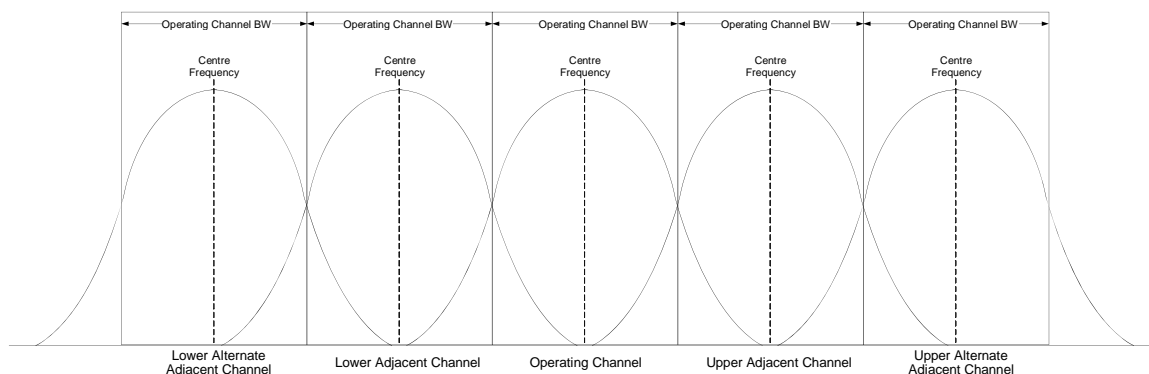 Operating Channel BW Operating Channel BW Operating Channel BW Operating Channel BW Operating Channel BW
Centre Centre Centre Centre Centre
Frequency Frequency Frequency Frequency Frequency
Lower Alternate
Adjacent Channel
Lower Adjacent Channel
Operating Channel
Upper Adjacent Channel
Upper Alternate
Adjacent Channel